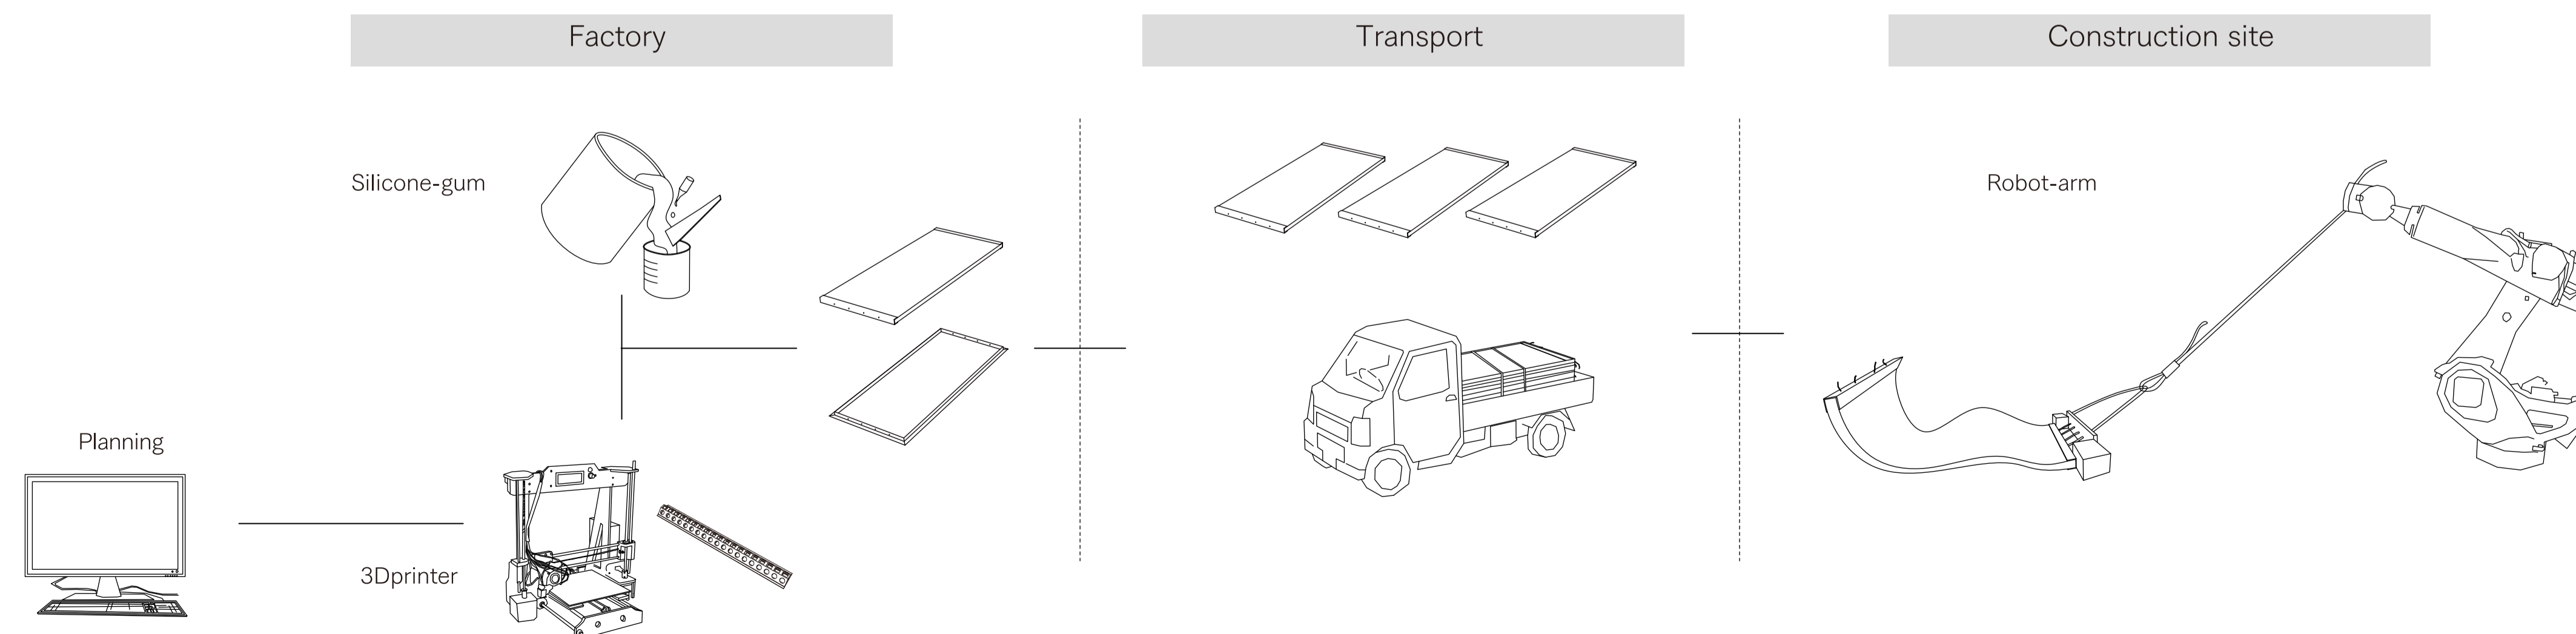 Factory
Transport
Construction site
Silicone-gum
Robot-arm
Planning
3Dprinter